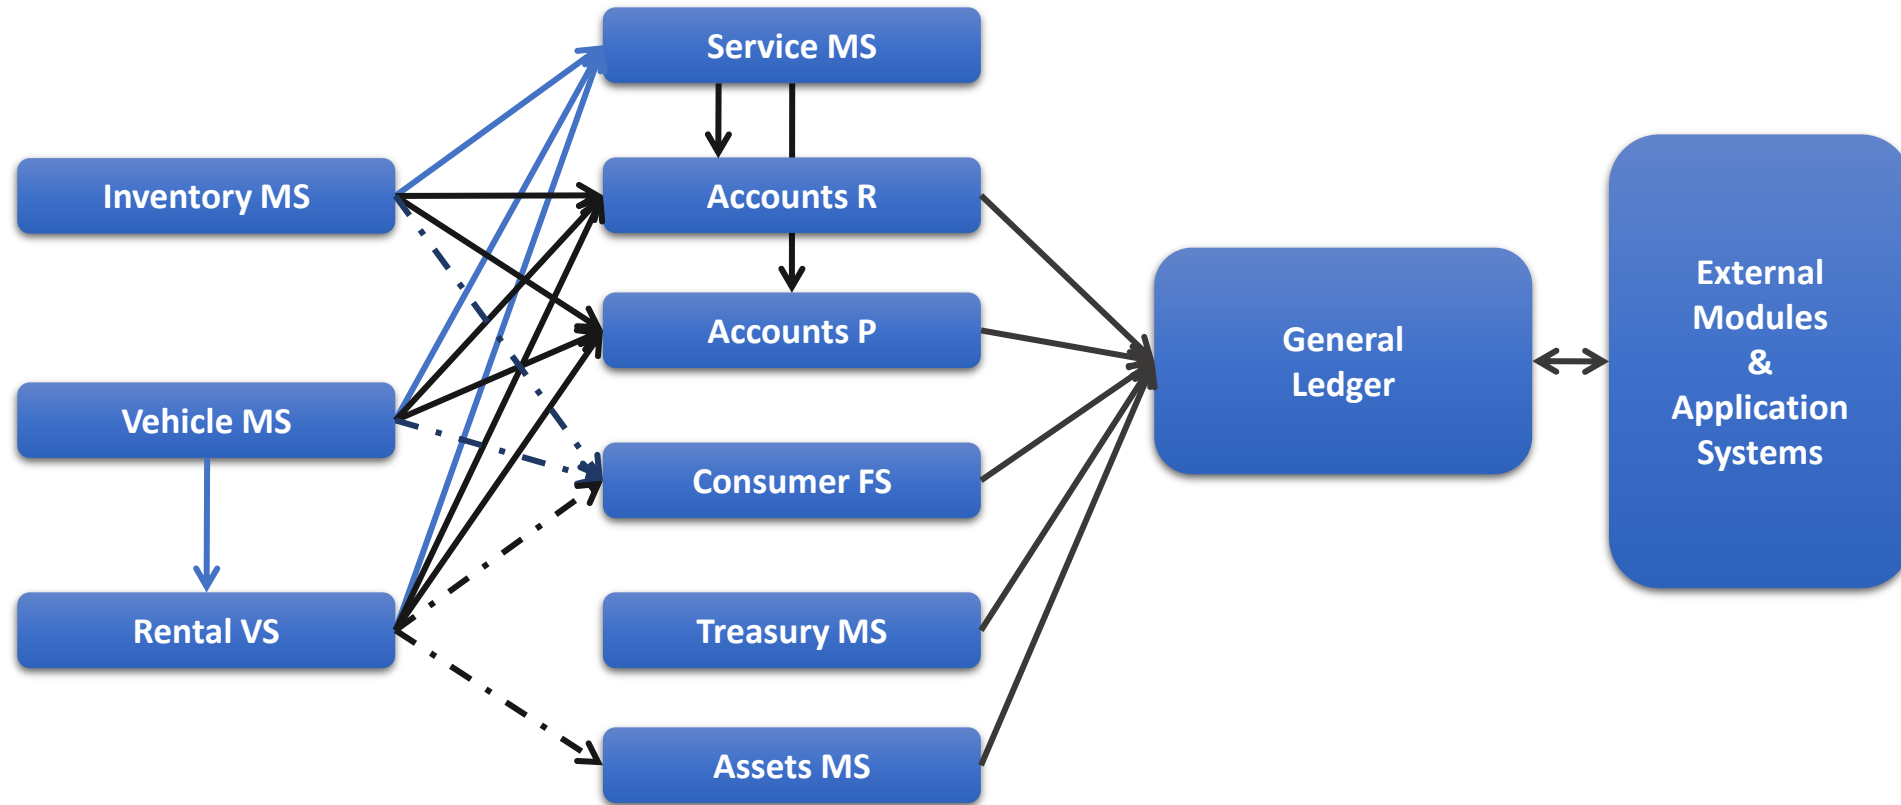 Service MS
Inventory MS
Accounts R
Accounts P
Vehicle MS
Consumer FS
Rental VS
Treasury MS
Assets MS
General
Ledger
External
Modules
&
Application
Systems